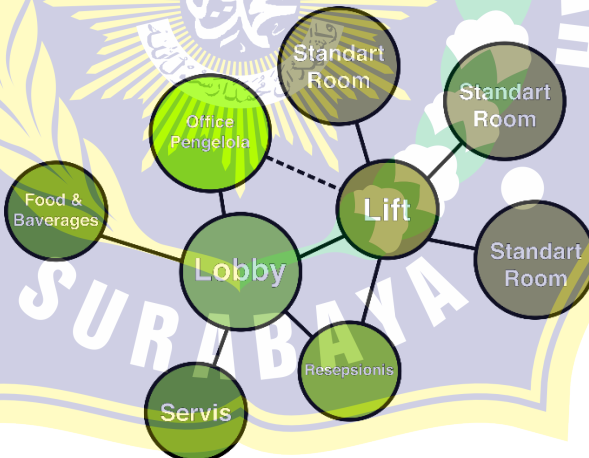 Standart
Room
Standart
Room
Office
Pengelola
Food &
Baverages
Lift
Lobby
Standart
Room
Resepsionis
Servis
SURABAYA